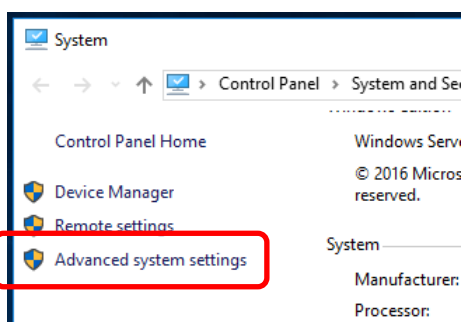 System
Control Panel > System and Se
Control Panel Home
Windows Serv
© 2016 Micros
reserved.
Device Manager
Remote settings
Advanced system settings
System
Manufacturer:
Processor: